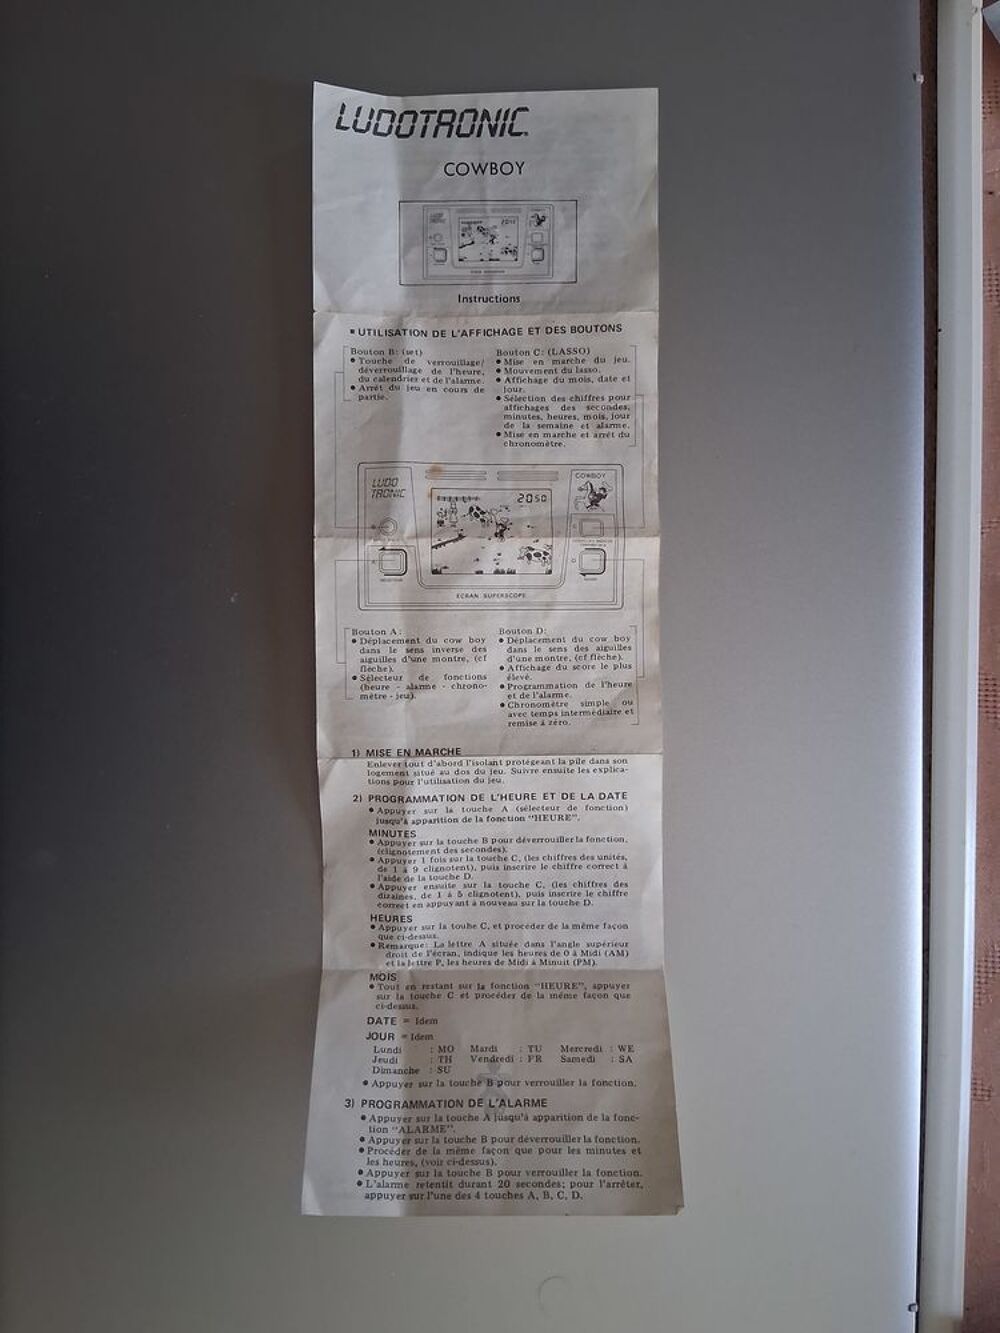 LUDOTRONIC
COWBOY
Instructions
▪ UTILISATION DE L'AFFICHAGE ET DES BOUTONS
Bouton B: (set)
● Touche de verrouillage/
déverrouillage de l'heure,
du calendrier et de l'alarme.
● Arrêt du jeu en cours de
partie.
Bouton C: (LASSO)
● Mise en marche du jeu.
● Mouvement du lasso.
● Affichage du mois, date et
jour.
● Sélection des chiffres pour
affichages des secondes,
minutes, heures, mois, jour
de la semaine et alarme.
● Mise en marche et arrêt du
chronomètre.
LUDO
TRONIC
20 50
COWBOY
ECRAN SUPERSCOPE
Bouton A:
● Déplacement du cow boy
dans le sens inverse des
aiguilles d'une montre, (cf
flèche).
● Sélecteur de fonctions
(heure - alarme - chrono-
mètre - jeu).
Bouton D:
● Déplacement du cow boy
dans le sens des aiguilles
d'une montre, (cf flèche).
● Affichage du score le plus
élevé.
● Programmation de l'heure
et de l'alarme.
● Chronomètre simple ou
avec temps intermédiaire et
remise à zéro.
1) MISE EN MARCHE
Enlever tout d'abord l'isolant protégeant la pile dans son
logement situé au dos du jeu. Suivre ensuite les explica-
tions pour l'utilisation du jeu.
2) PROGRAMMATION DE L'HEURE ET DE LA DATE
● Appuyer sur la touche A (sélecteur de fonction)
jusqu'à apparition de la fonction "HEURE".
MINUTES
● Appuyer sur la touche B pour déverrouiller la fonction,
(clignotement des secondes).
● Appuyer 1 fois sur la touche C, (les chiffres des unités,
de 1 à 9 clignotent), puis inscrire le chiffre correct à
l'aide de la touche D.
● Appuyer ensuite sur la touche C, (les chiffres des
dizaines, de 1 à 5 clignotent), puis inscrire le chiffre
correct en appuyant à nouveau sur la touche D.
HEURES
● Appuyer sur la touhe C, et procéder de la même façon
que ci-dessus.
● Remarque: La lettre A située dans l'angle supérieur
droit de l'écran, indique les heures de 0 à Midi (AM)
et la lettre P, les heures de Midi à Minuit (PM).
MOIS
● Tout en restant sur la fonction "HEURE", appuyer
sur la touche C et procéder de la même façon que
ci-dessus.
DATE = Idem
JOUR = Idem
Lundi : MO Mardi : TU Mercredi : WE
Jeudi : TH Vendredi : FR Samedi : SA
Dimanche : SU
● Appuyer sur la touche B pour verrouiller la fonction.
3) PROGRAMMATION DE L'ALARME
● Appuyer sur la touche A jusqu'à apparition de la fonc-
tion "ALARME".
● Appuyer sur la touche B pour déverrouiller la fonction.
● Procéder de la même façon que pour les minutes et
les heures, (voir ci-dessus).
● Appuyer sur la touche B pour verrouiller la fonction.
● L'alarme retentit durant 20 secondes; pour l'arrêter,
appuyer sur l'une des 4 touches A, B, C, D.